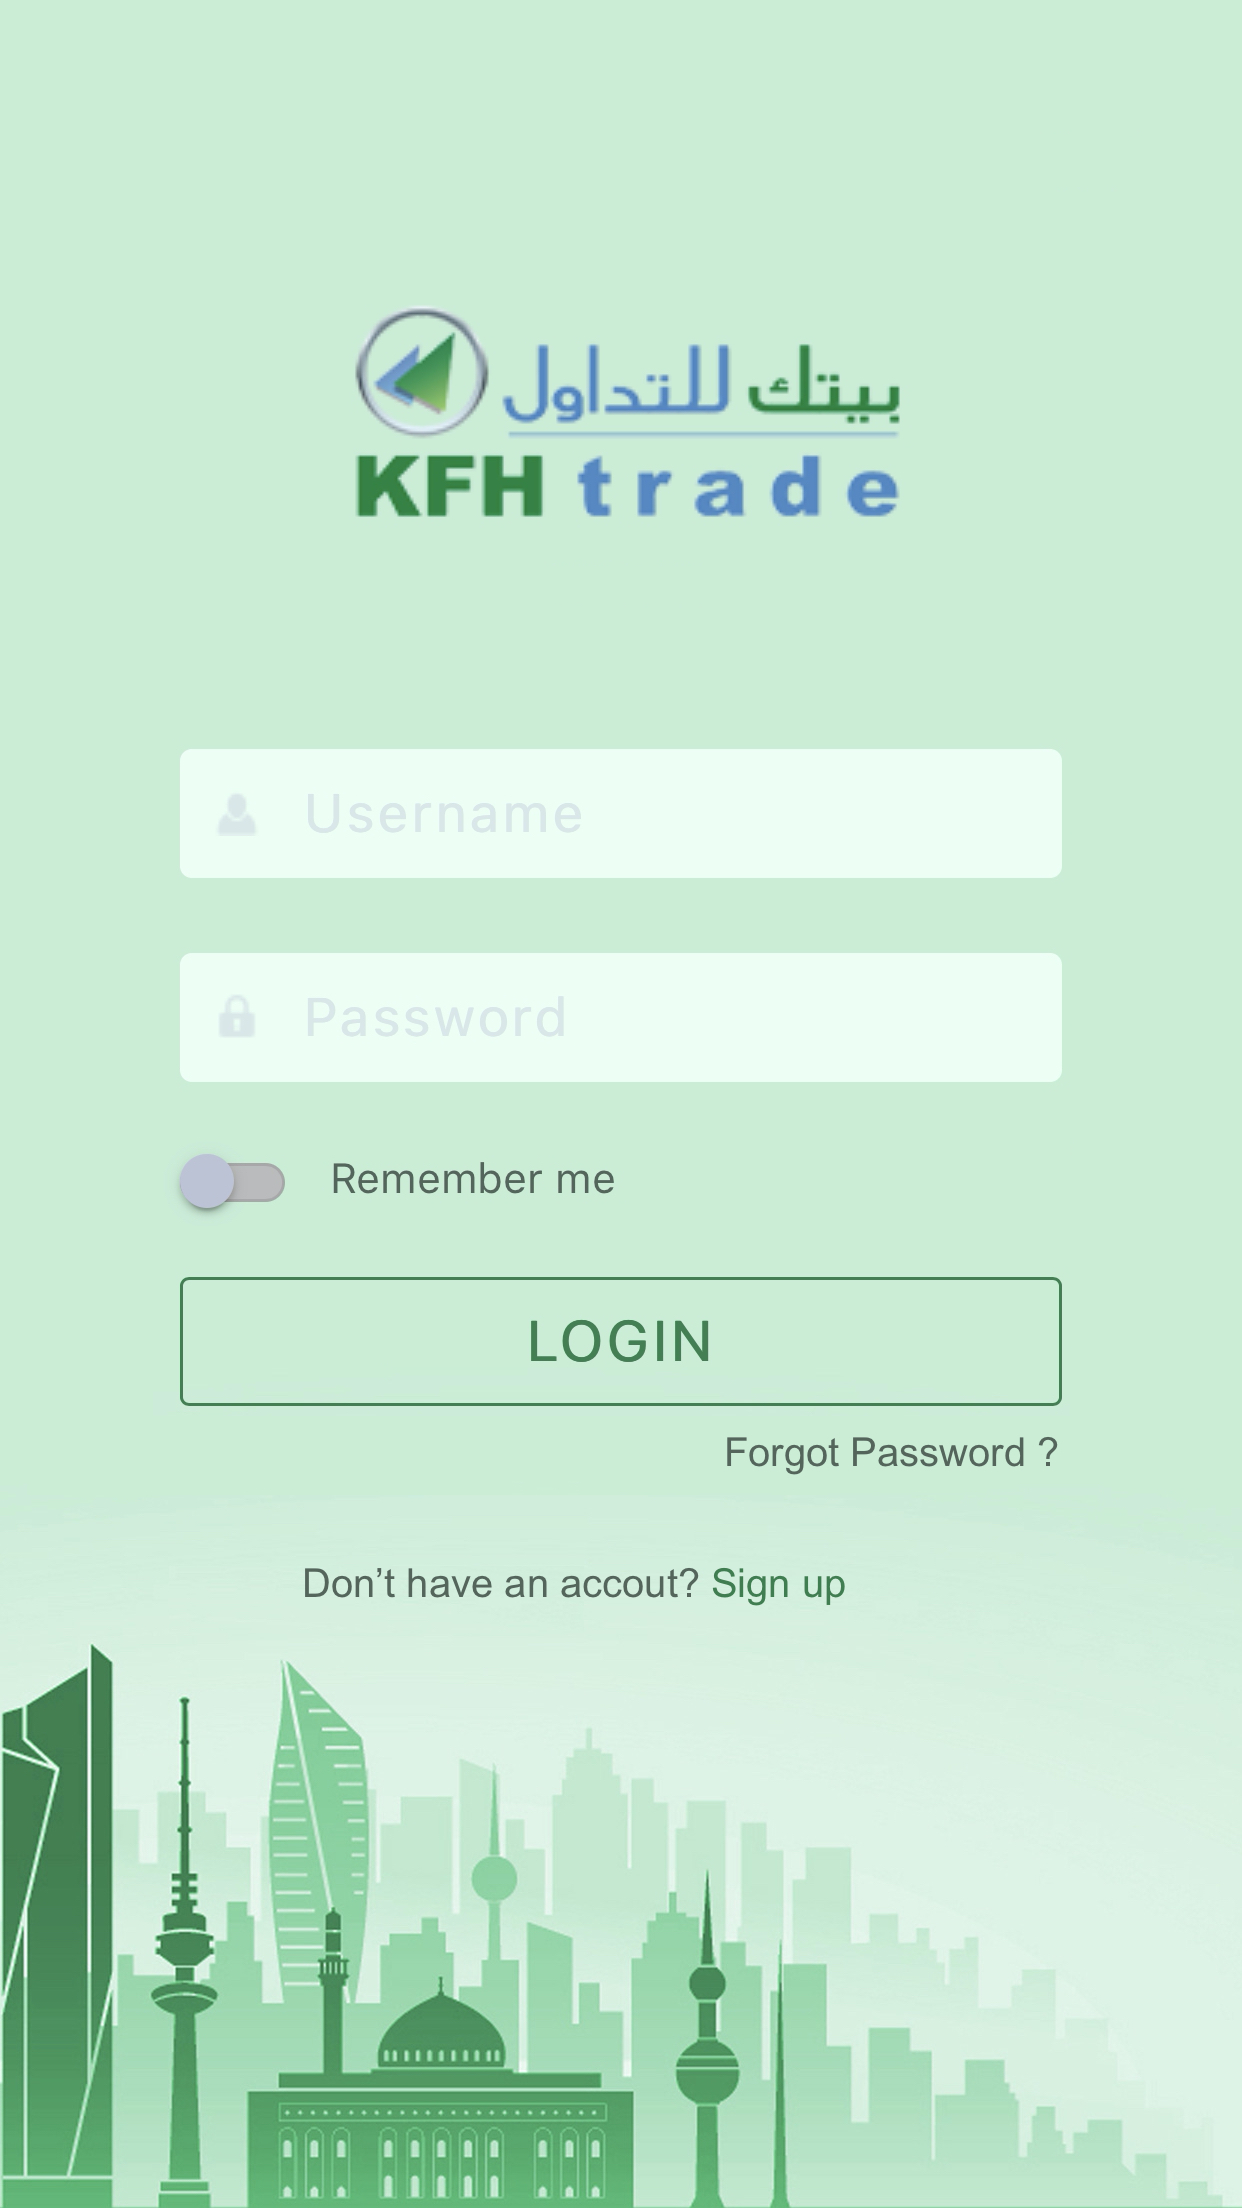 بيتك للتداول
KFH trade
Username
Password
Remember me
LOGIN
Forgot Password ?
Don’t have an accout? Sign up